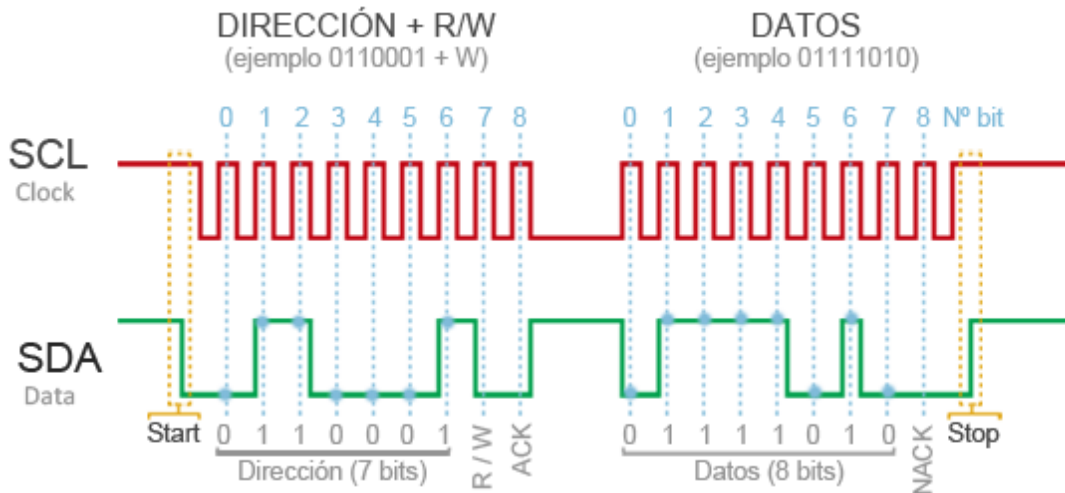 DIRECCIÓN + R/W
(ejemplo 0110001 + W)
DATOS
(ejemplo 01111010)
0 1 2 3 4 5 6 7 8
0 1 2 3 4 5 6 7 8 Nº bit
SCL
Clock
SDA
Data
Start
0 1 1 0 0 0 1 R / W ACK
Dirección (7 bits)
0 1 1 1 1 0 1 0 NACK
Datos (8 bits)
Stop